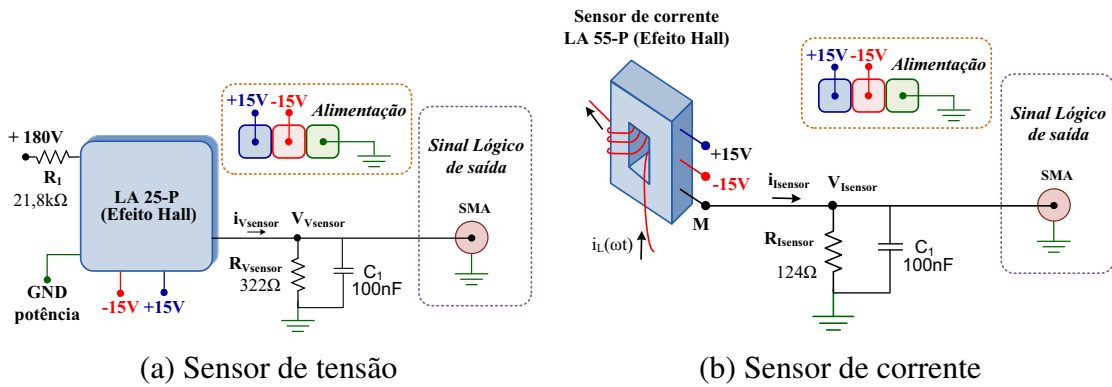 + 180V
R1
21,8kΩ
LA 25-P
(Efeito Hall)
GND
potência
-15V
+15V
+15V
-15V
Alimentação
iVsensor
VVsensor
RVsensor
322Ω
C1
100nF
Sinal Lógico
de saída
SMA
(a) Sensor de tensão
Sensor de corrente
LA 55-P (Efeito Hall)
+15V
-15V
Alimentação
+15V
-15V
M
iL(ωt)
iIsensor
VIsensor
RIsensor
124Ω
C1
100nF
Sinal Lógico
de saída
SMA
(b) Sensor de corrente